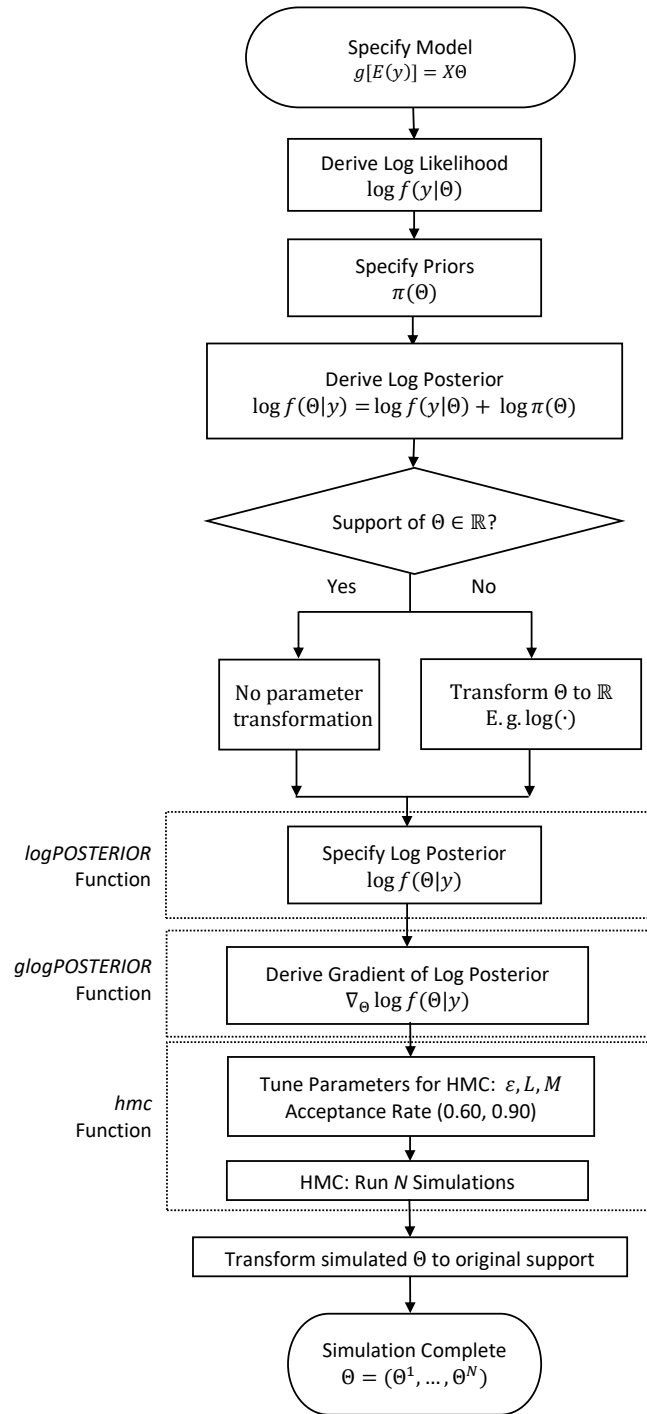 Specify Model
g[E(y)] = XΘ
Derive Log Likelihood
log f(y|Θ)
Specify Priors
π(Θ)
Derive Log Posterior
log f(Θ|y) = log f(y|Θ) + log π(Θ)
Support of Θ ∈ ℝ?
Yes
No
No parameter
transformation
Transform Θ to ℝ
E. g. log(·)
logPOSTERIOR
Function
Specify Log Posterior
log f(Θ|y)
glogPOSTERIOR
Function
Derive Gradient of Log Posterior
∇Θ log f(Θ|y)
hmc
Function
Tune Parameters for HMC: ε, L, M
Acceptance Rate (0.60, 0.90)
HMC: Run N Simulations
Transform simulated Θ to original support
Simulation Complete
Θ = (Θ¹, … , Θᴺ)